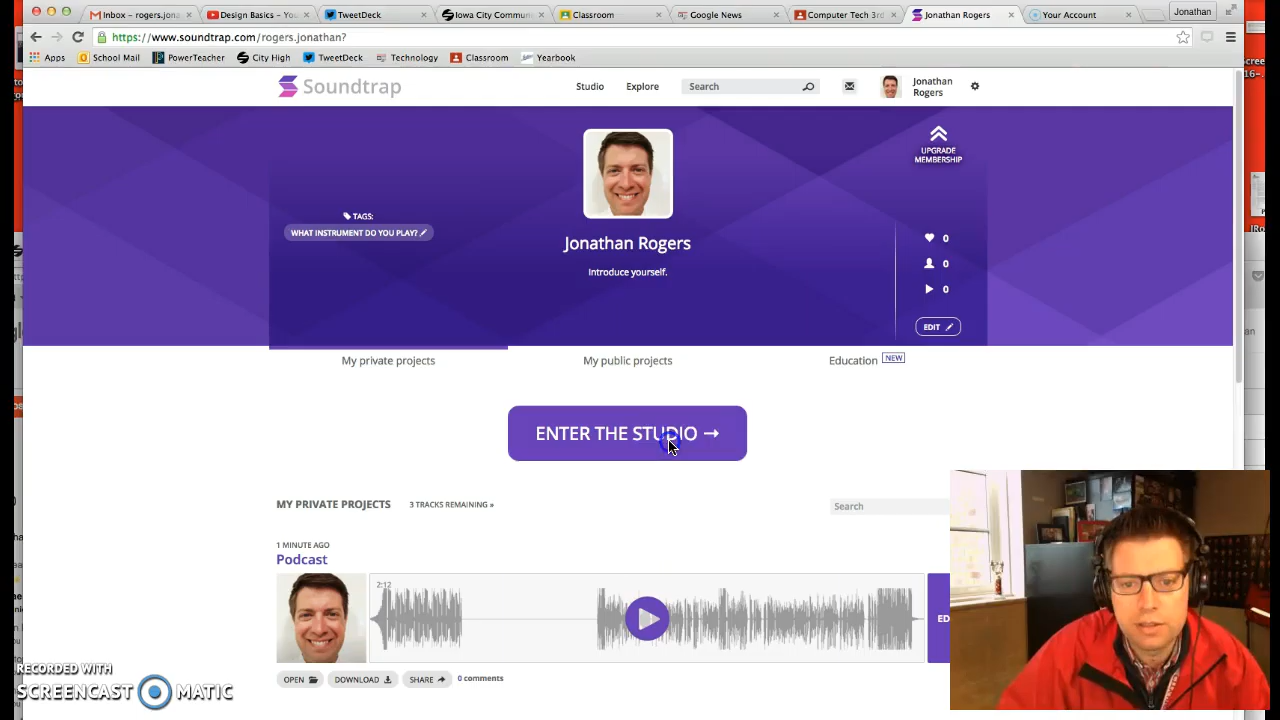 Inbox - rogers.jona
Design Basics - Yo
TweetDeck
Iowa City Commun
Classroom
Google News
Computer Tech 3rd
Jonathan Rogers
Your Account
Jonathan
https://www.soundtrap.com/rogers.jonathan?
Apps
School Mail
PowerTeacher
City High
TweetDeck
Technology
Classroom
Yearbook
Soundtrap
Studio
Explore
Search
Jonathan
Rogers
UPGRADE
MEMBERSHIP
TAGS:
WHAT INSTRUMENT DO YOU PLAY?
Jonathan Rogers
Introduce yourself.
0
0
0
EDIT
My private projects
My public projects
Education NEW
ENTER THE STUDIO →
MY PRIVATE PROJECTS
3 TRACKS REMAINING »
Search
1 MINUTE AGO
Podcast
2:12
ED
OPEN
DOWNLOAD
SHARE
0 comments
RECORDED WITH
SCREENCAST MATIC